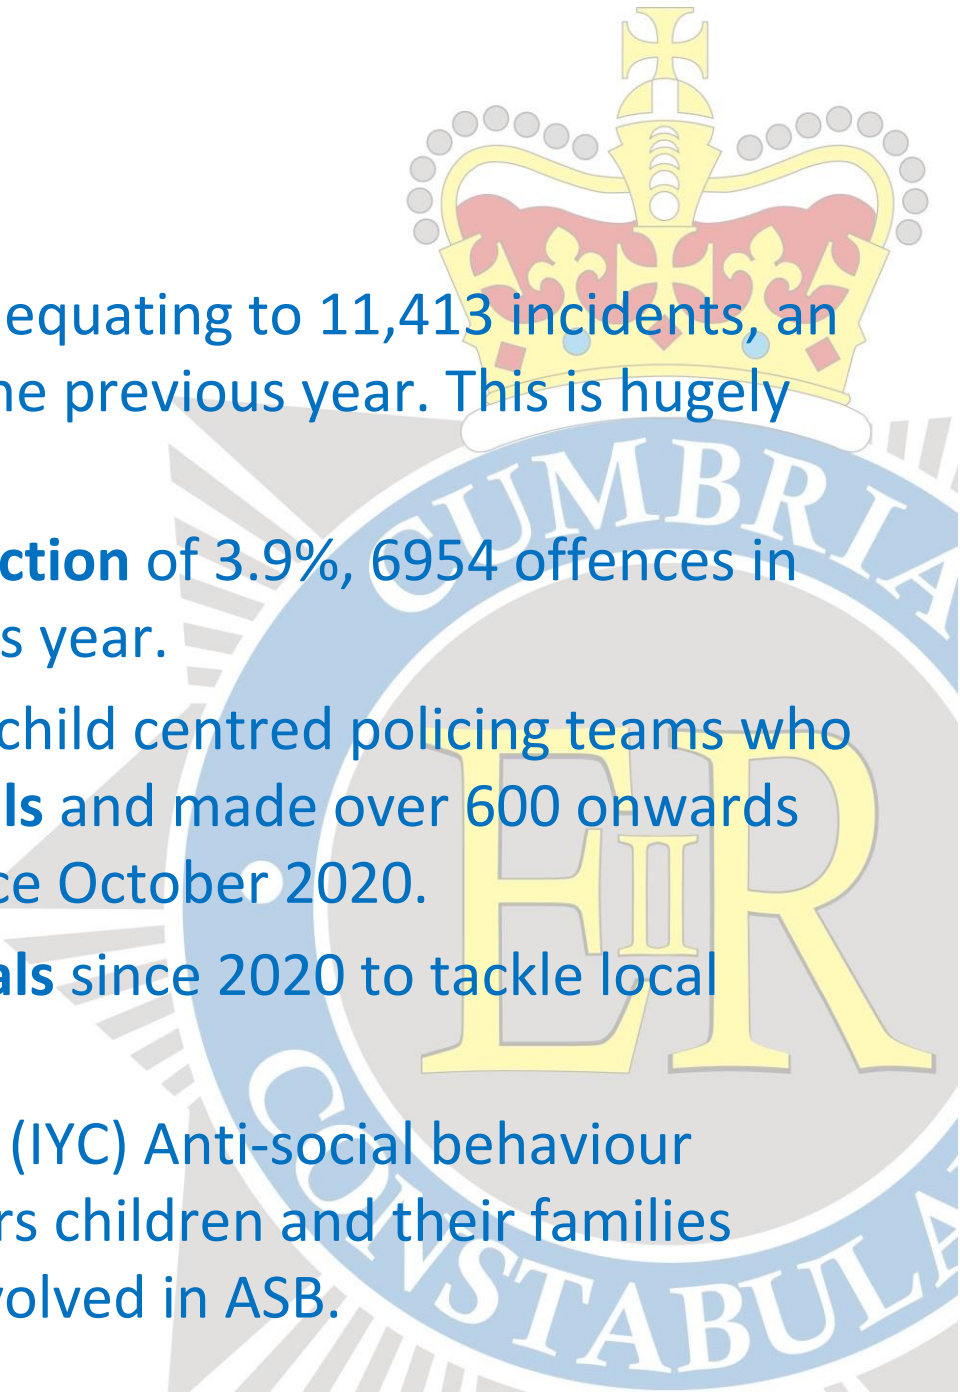 equating to 11,413 incidents, an
he previous year. This is hugely
ction of 3.9%, 6954 offences in
s year.
child centred policing teams who
ls and made over 600 onwards
ce October 2020.
als since 2020 to tackle local
(IYC) Anti-social behaviour
rs children and their families
volved in ASB.
CUMBRIA
EIIR
CONSTABULA